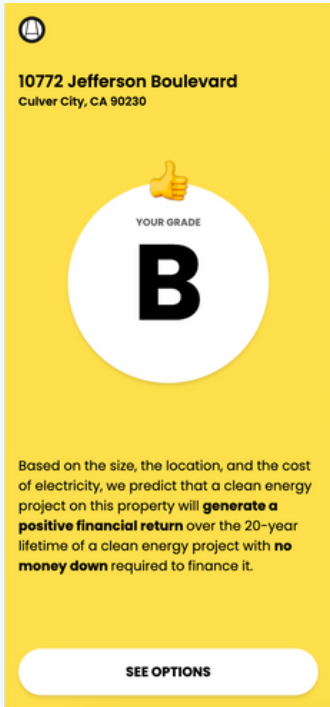 10772 Jefferson Boulevard
Culver City, CA 90230
YOUR GRADE
B
Based on the size, the location, and the cost
of electricity, we predict that a clean energy
project on this property will generate a
positive financial return over the 20-year
lifetime of a clean energy project with no
money down required to finance it.
SEE OPTIONS